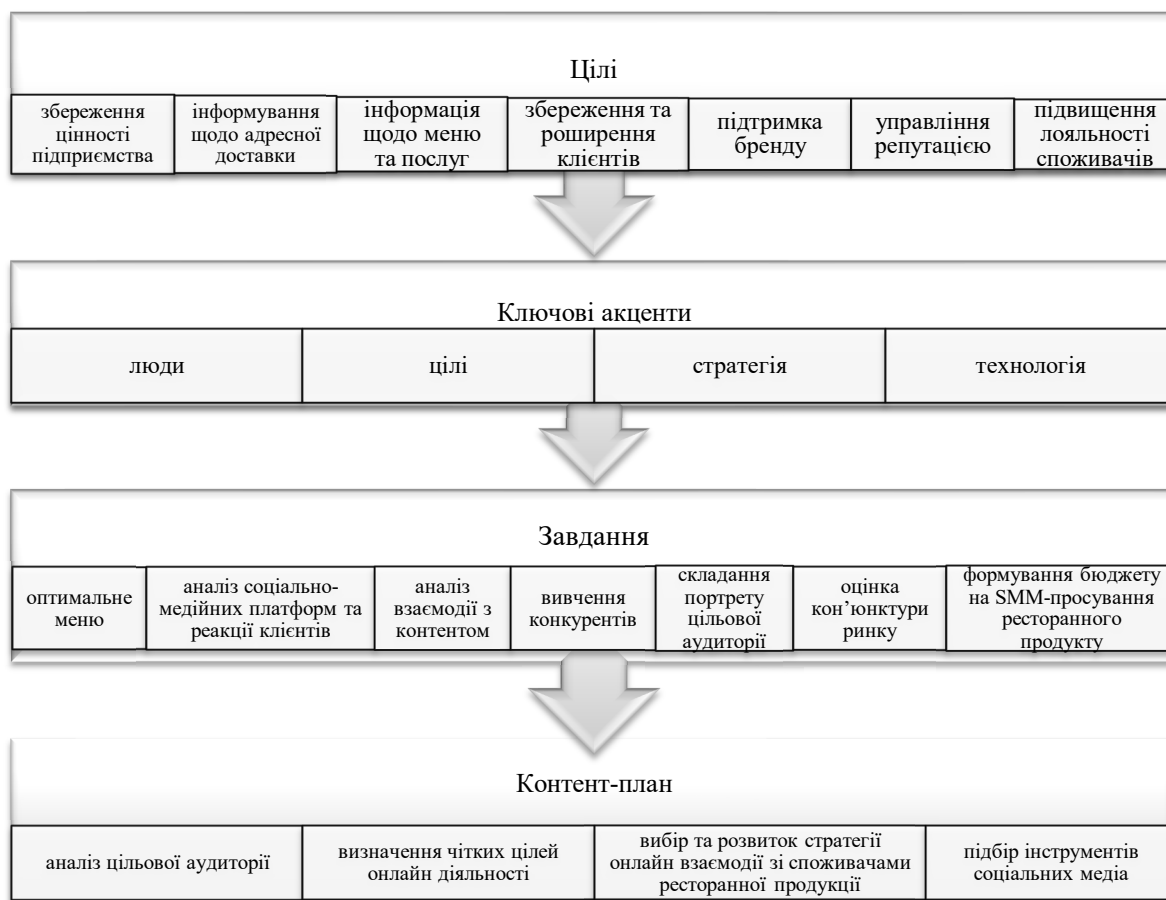 Цілі
збереження
цінності
підприємства
інформування
щодо адресної
доставки
інформація
щодо меню
та послуг
збереження та
роширення
клієнтів
підтримка
бренду
управління
репутацією
підвищення
лояльності
споживачів
Ключові акценти
люди
цілі
стратегія
технологія
Завдання
оптимальне
меню
аналіз соціально-
медійних платформ та
реакції клієнтів
аналіз
взаємодії з
контентом
вивчення
конкурентів
складання
портрету
цільової
аудиторії
оцінка
кон’юнктури
ринку
формування бюджету
на SMM-просування
ресторанного
продукту
Контент-план
аналіз цільової аудиторії
визначення чітких цілей
онлайн діяльності
вибір та розвиток стратегії
онлайн взаємодії зі споживачами
ресторанної продукції
підбір інструментів
соціальних медіа